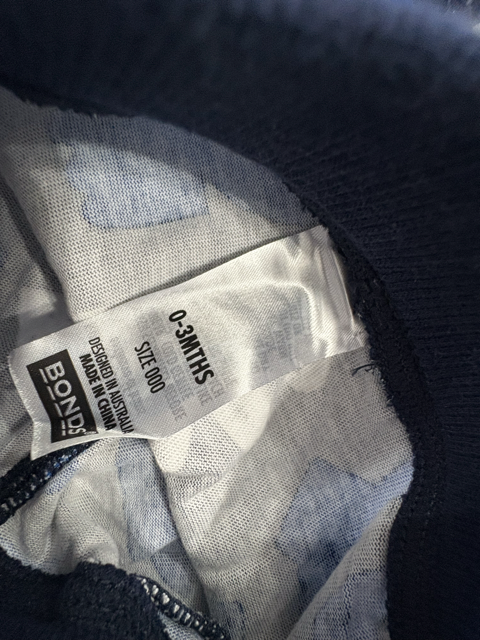 0-3MTHS
SIZE 000
DESIGNED IN AUSTRALIA
MADE IN CHINA
BONDS